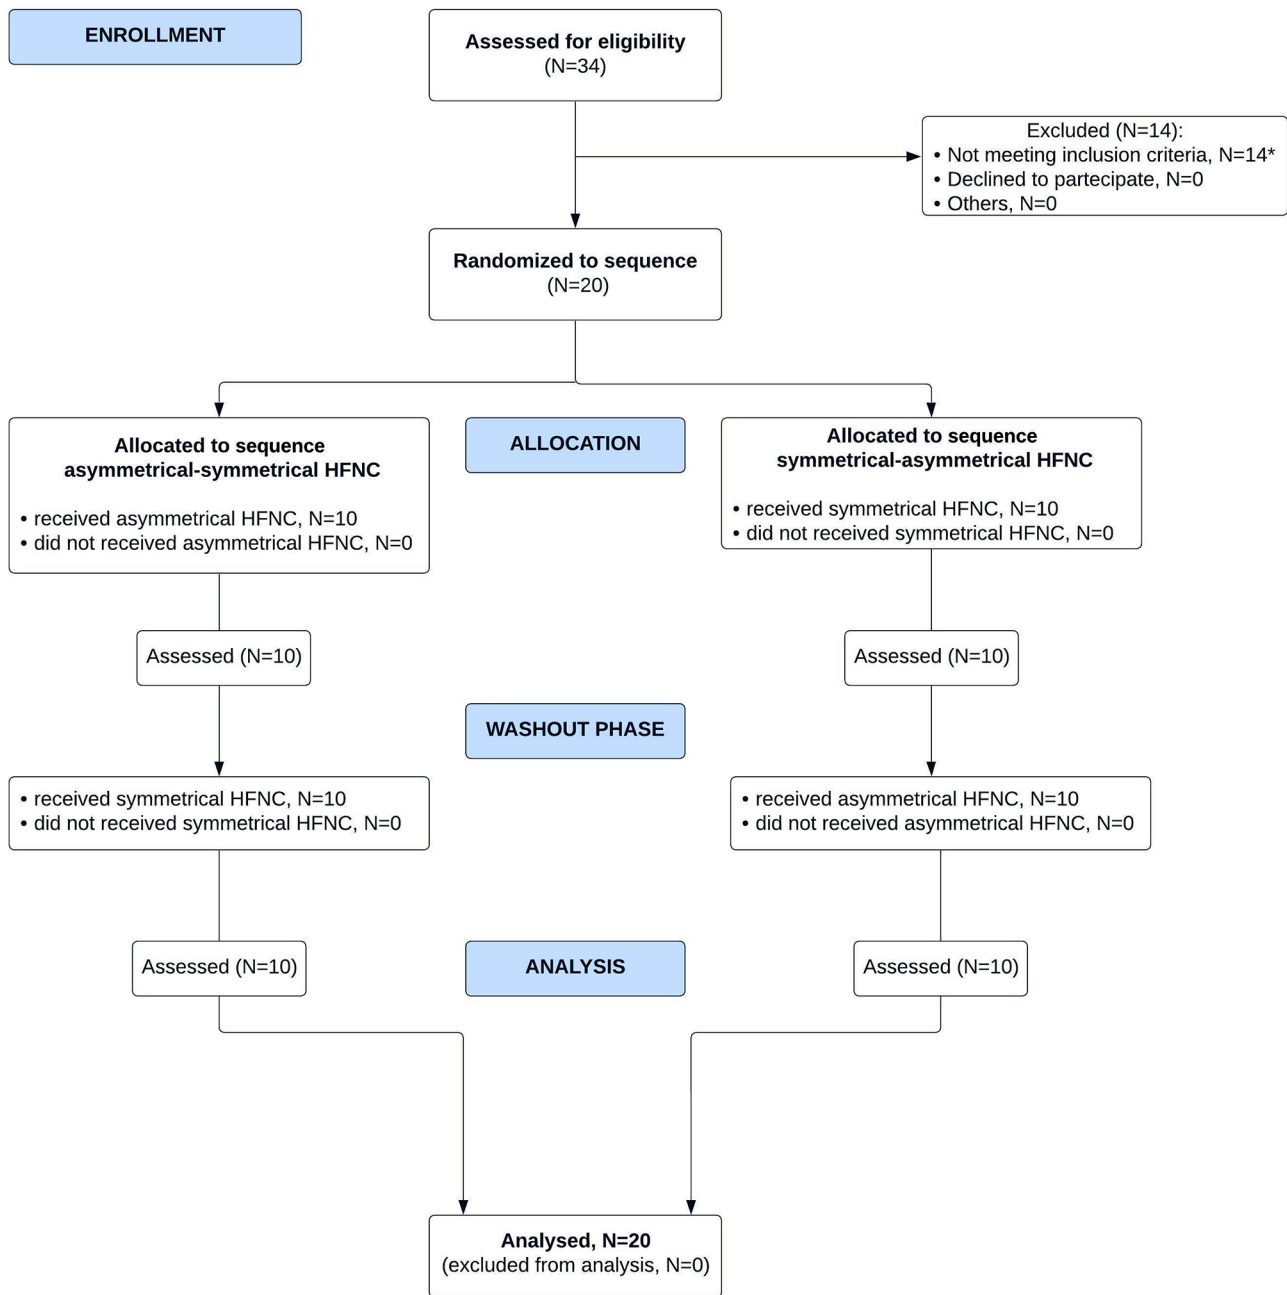 ENROLLMENT
Assessed for eligibility
(N=34)
Excluded (N=14):
• Not meeting inclusion criteria, N=14*
• Declined to partecipate, N=0
• Others, N=0
Randomized to sequence
(N=20)
Allocated to sequence
asymmetrical-symmetrical HFNC
• received asymmetrical HFNC, N=10
• did not received asymmetrical HFNC, N=0
ALLOCATION
Allocated to sequence
symmetrical-asymmetrical HFNC
• received symmetrical HFNC, N=10
• did not received symmetrical HFNC, N=0
Assessed (N=10)
Assessed (N=10)
WASHOUT PHASE
• received symmetrical HFNC, N=10
• did not received symmetrical HFNC, N=0
• received asymmetrical HFNC, N=10
• did not received asymmetrical HFNC, N=0
Assessed (N=10)
ANALYSIS
Assessed (N=10)
Analysed, N=20
(excluded from analysis, N=0)